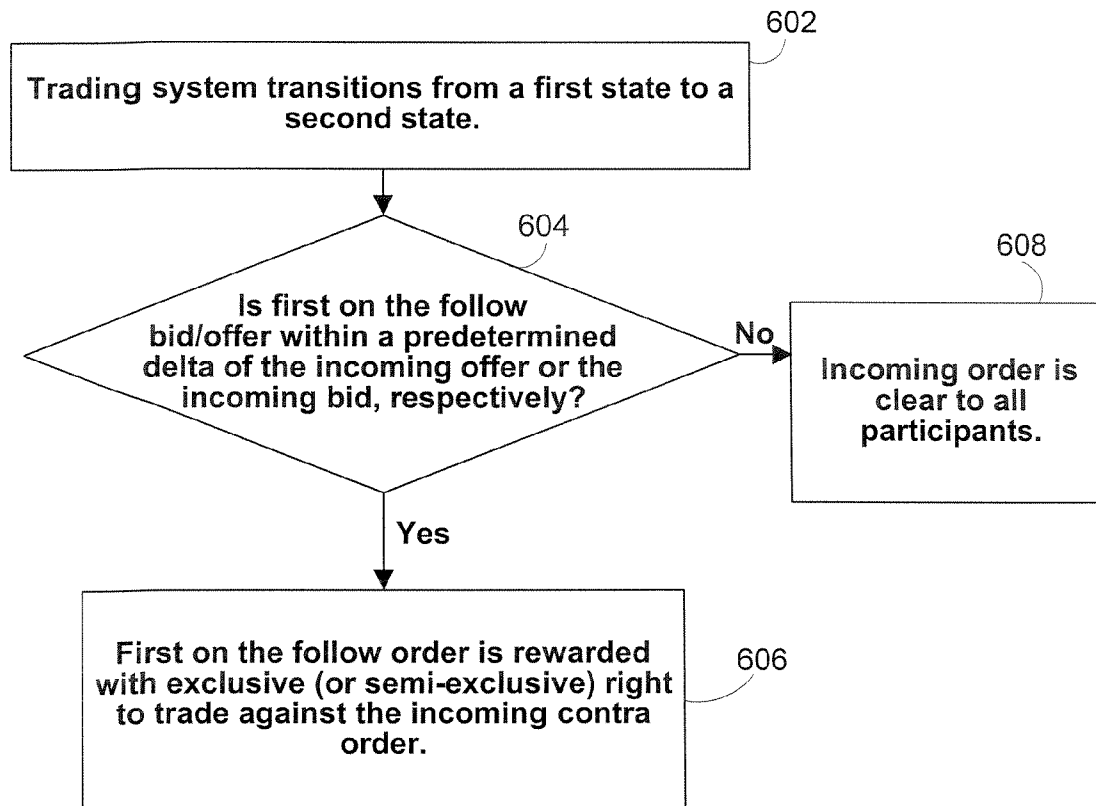 602
Trading system transitions from a first state to a
second state.
604
Is first on the follow
bid/offer within a predetermined
delta of the incoming offer or the
incoming bid, respectively?
No
608
Incoming order is
clear to all
participants.
Yes
606
First on the follow order is rewarded
with exclusive (or semi-exclusive) right
to trade against the incoming contra
order.